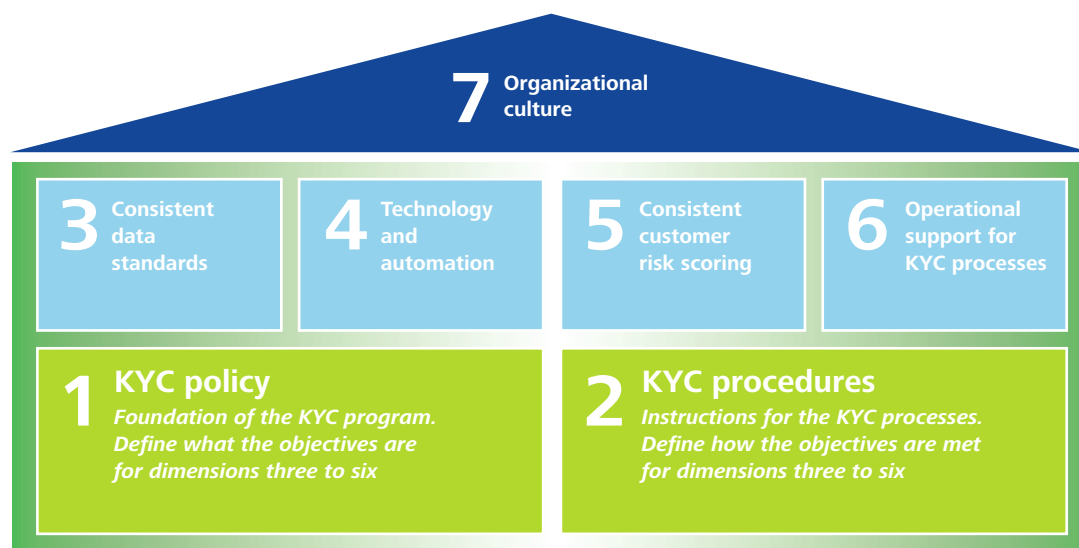 7 Organizational
culture
3 Consistent
data
standards
4 Technology
and
automation
5 Consistent
customer
risk scoring
6 Operational
support for
KYC processes
1 KYC policy
Foundation of the KYC program.
Define what the objectives are
for dimensions three to six
2 KYC procedures
Instructions for the KYC processes.
Define how the objectives are met
for dimensions three to six